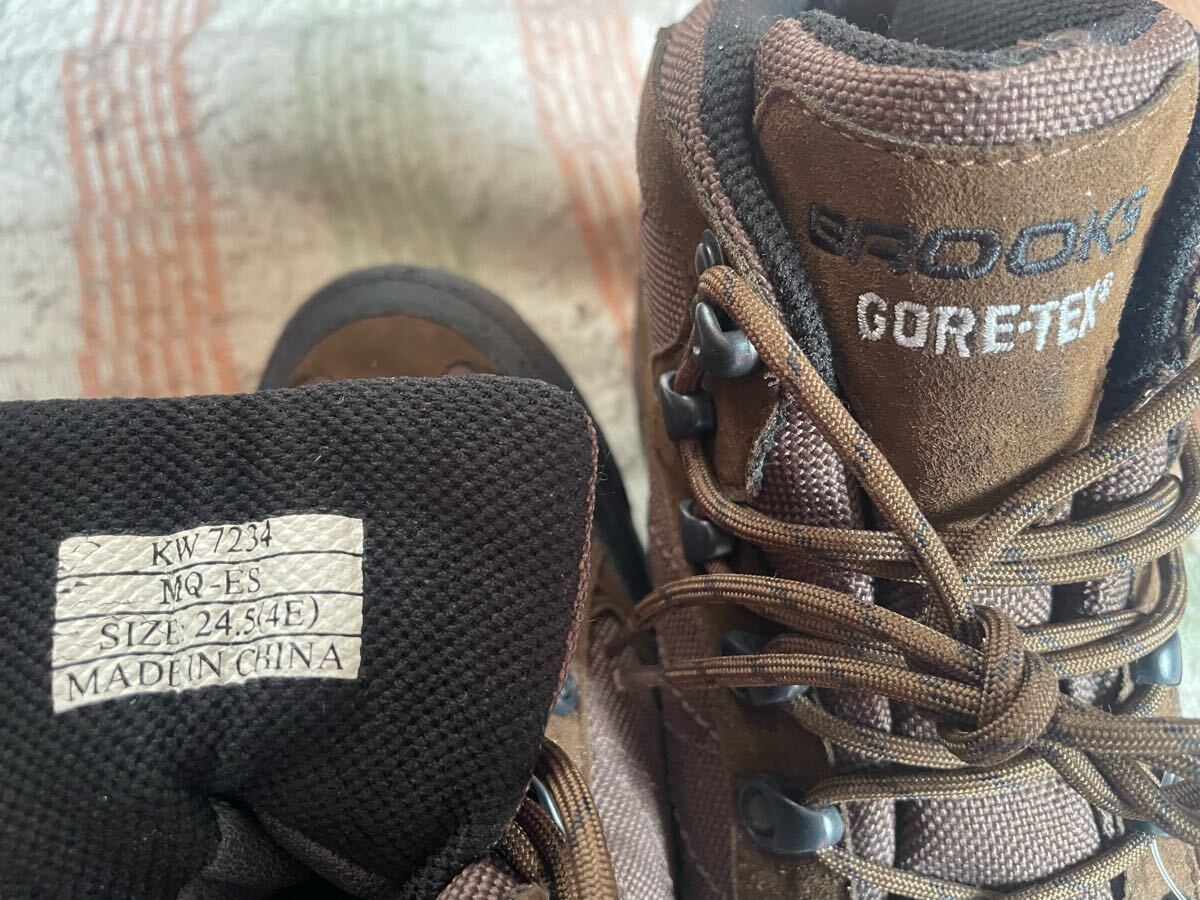 KW 7234
MQ-ES
SIZE: 24.5(4E)
MADE IN CHINA
BROOKS
GORE-TEX®